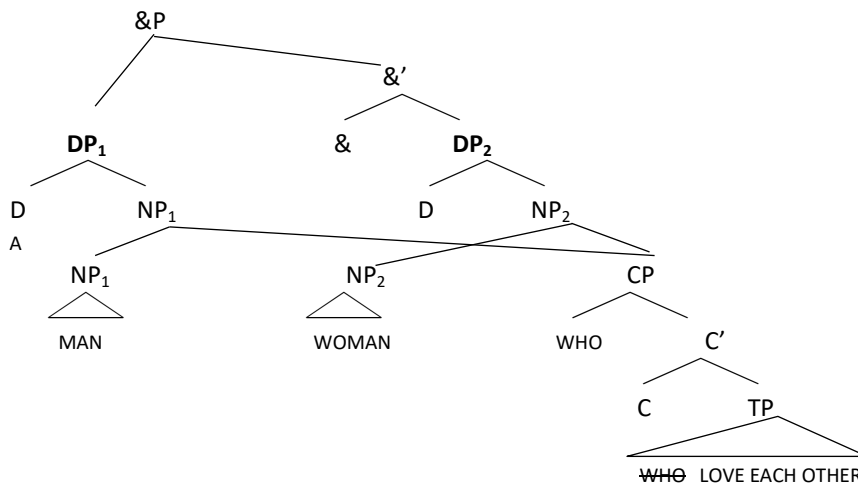 &P
&’
DP₁ & DP₂
D NP₁ D NP₂
A
NP₁ NP₂ CP
MAN WOMAN WHO C’
C TP
WHO LOVE EACH OTHER